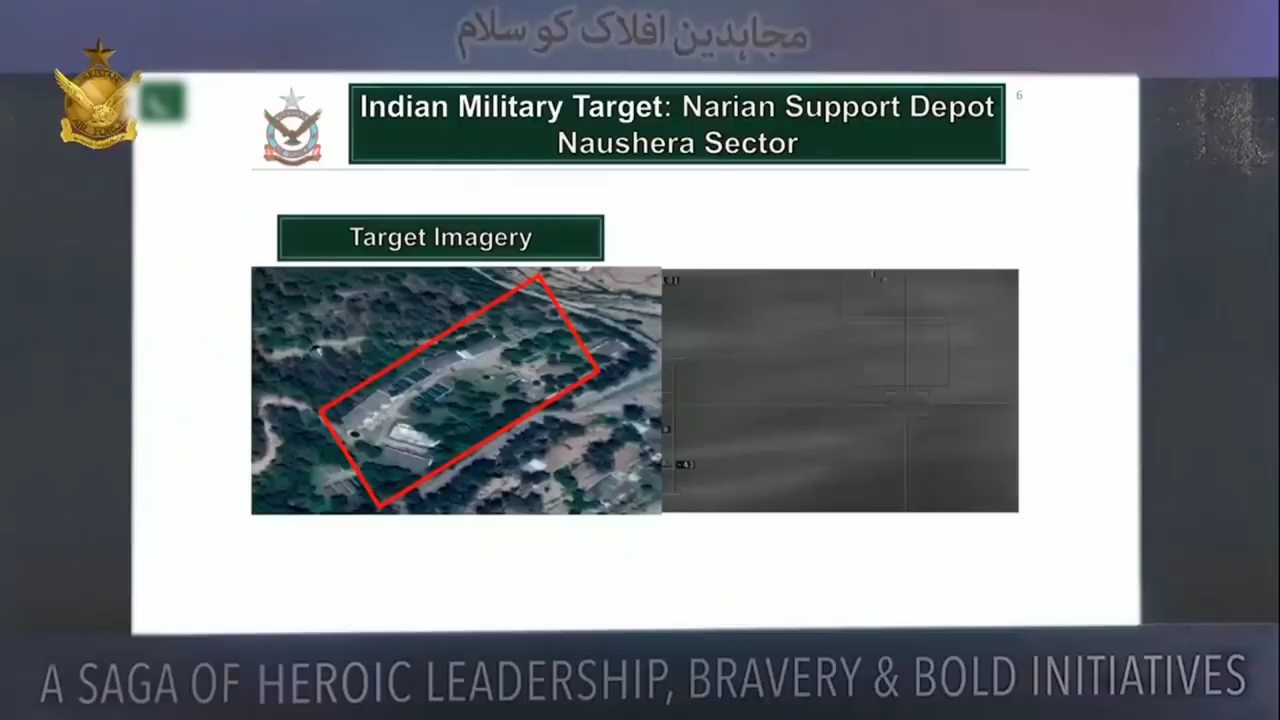 مجاہدین افلاک کو سلام
Indian Military Target: Narian Support Depot
Naushera Sector
6
Target Imagery
A SAGA OF HEROIC LEADERSHIP, BRAVERY & BOLD INITIATIVES